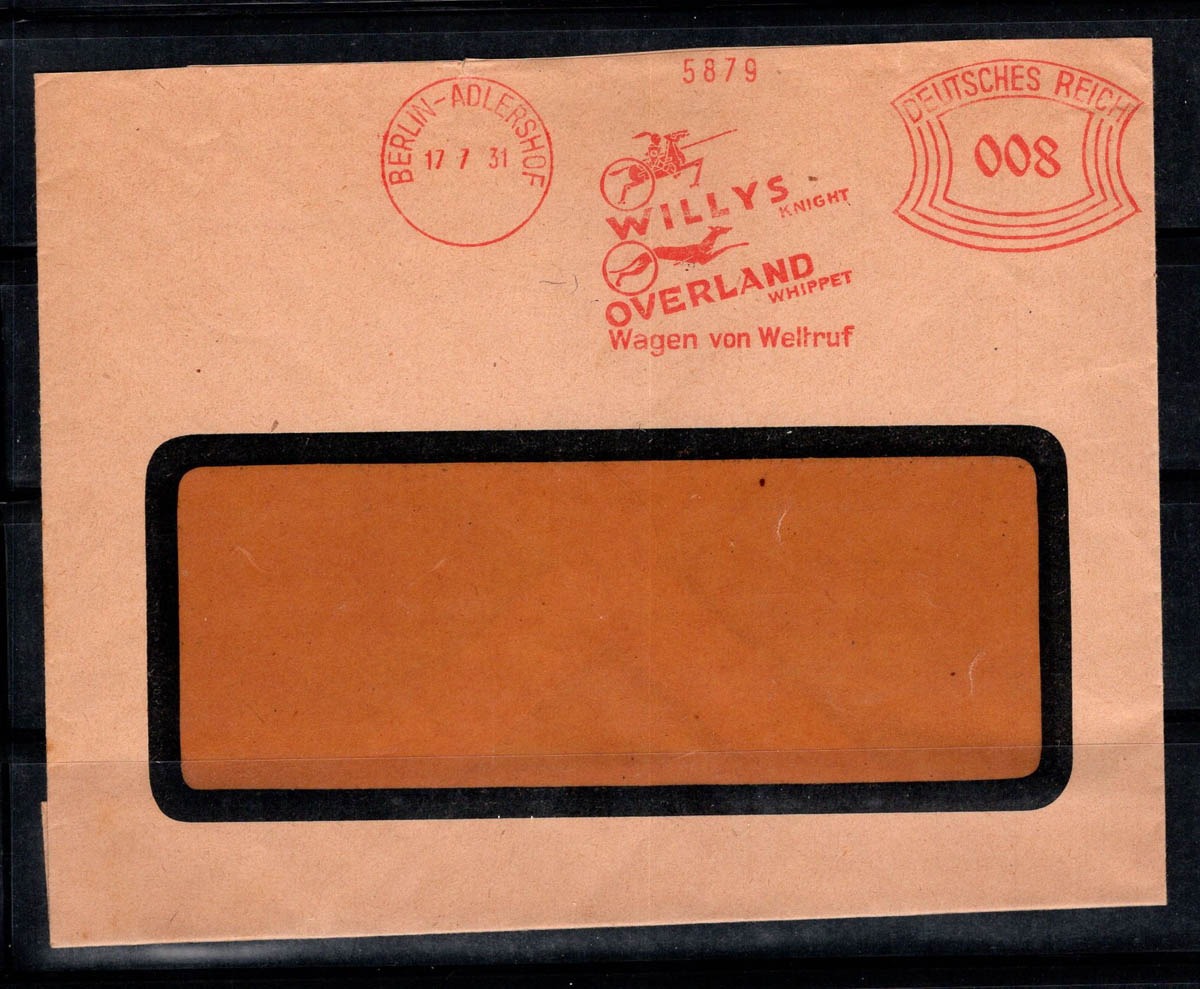 BERLIN-ADLERSHOF
17 7 31
5879
WILLYS
KNIGHT
OVERLAND
WHIPPET
Wagen von Weltruf
DEUTSCHES REICH
008